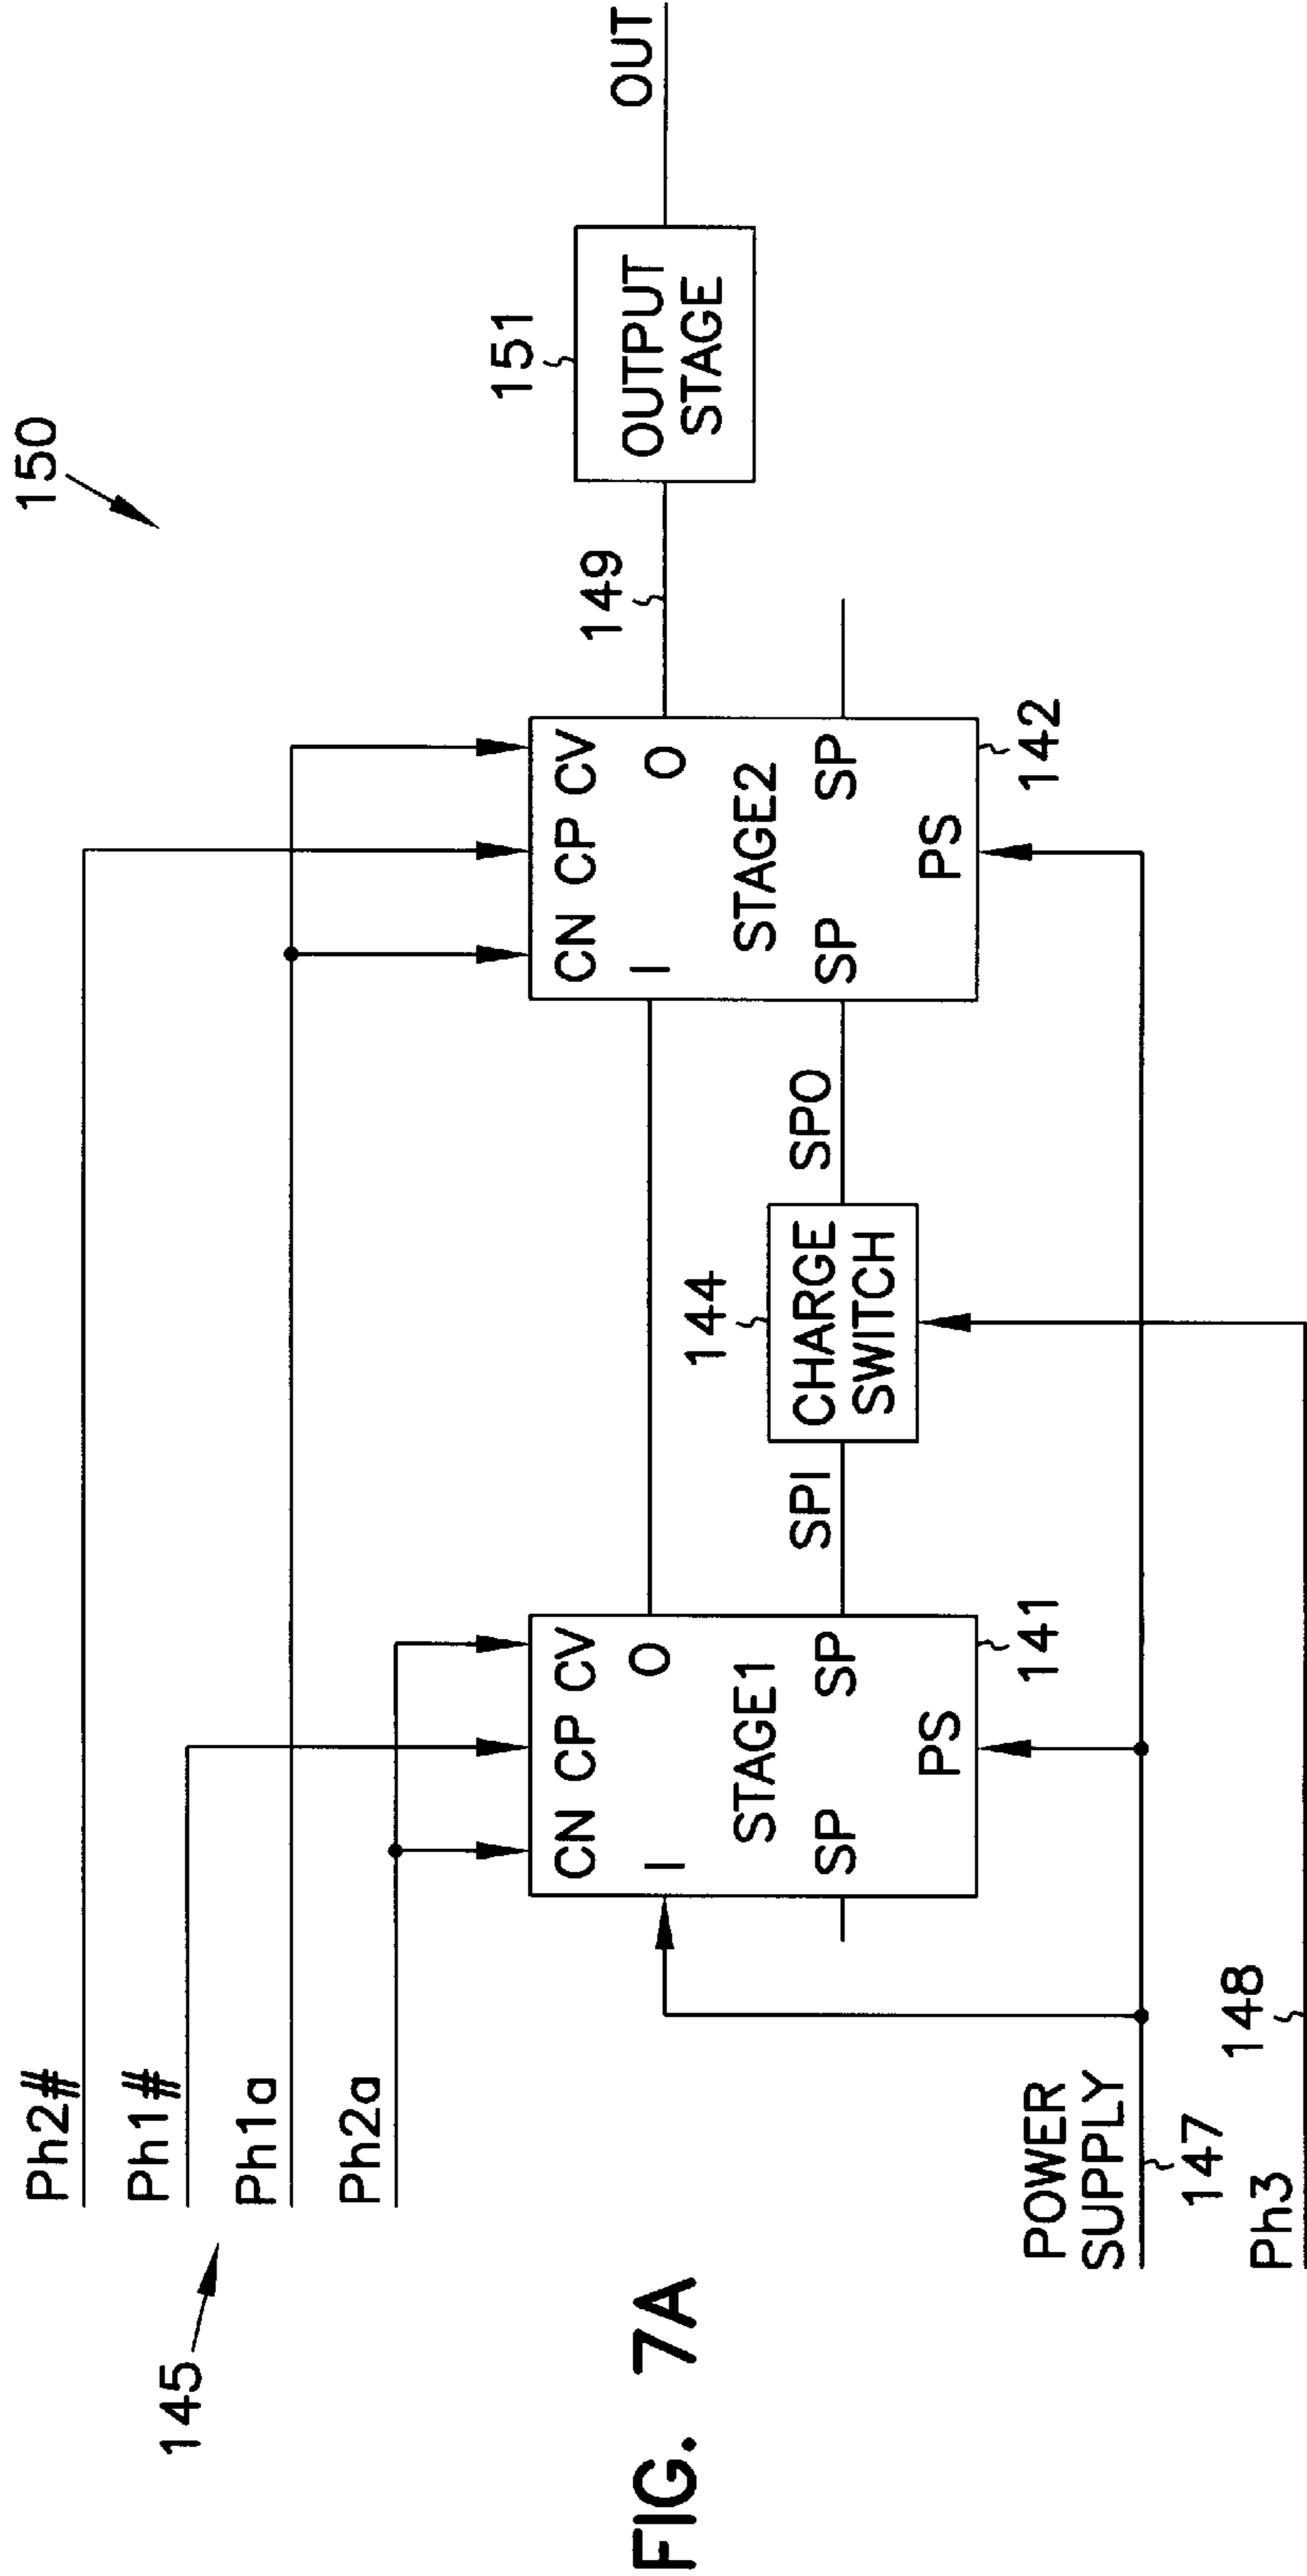 150
Ph2#
Ph1#
Ph1a
Ph2a
145
CN CP CV
I
O
STAGE1
SP
SP
PS
141
SPI
144
CHARGE
SWITCH
SPO
CN CP CV
I
O
STAGE2
SP
SP
PS
142
149
151
OUTPUT
STAGE
OUT
POWER
SUPPLY
147
Ph3
148
FIG. 7A